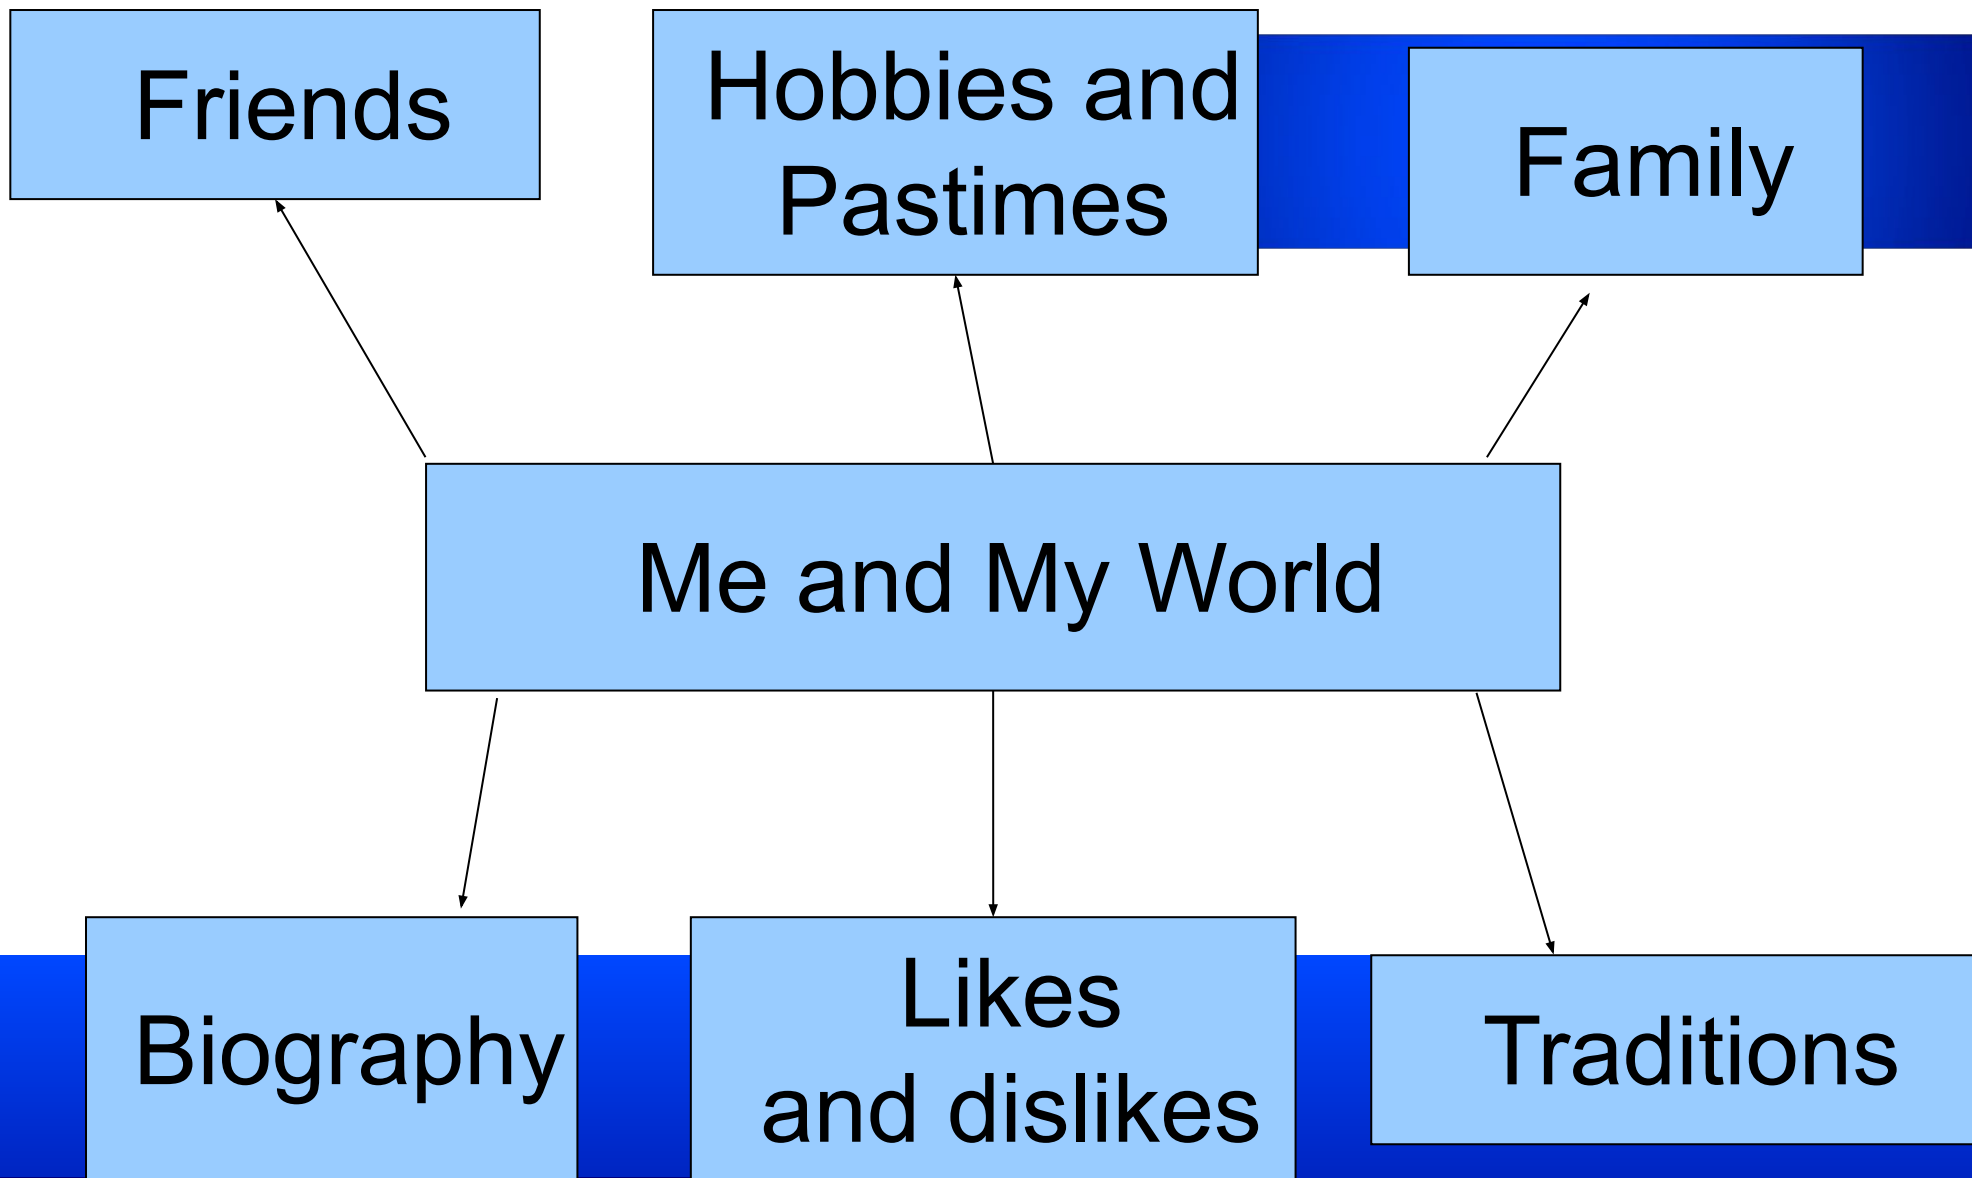 Friends
Hobbies and
Pastimes
Family
Me and My World
Biography
Likes
and dislikes
Traditions